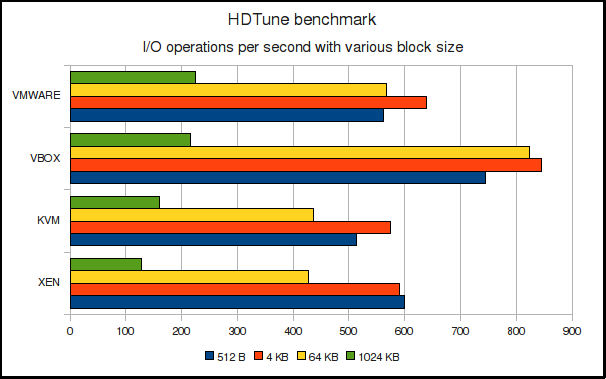 HDTune benchmark
I/O operations per second with various block size
VMWARE
VBOX
KVM
XEN
0 100 200 300 400 500 600 700 800 900
512 B 4 KB 64 KB 1024 KB